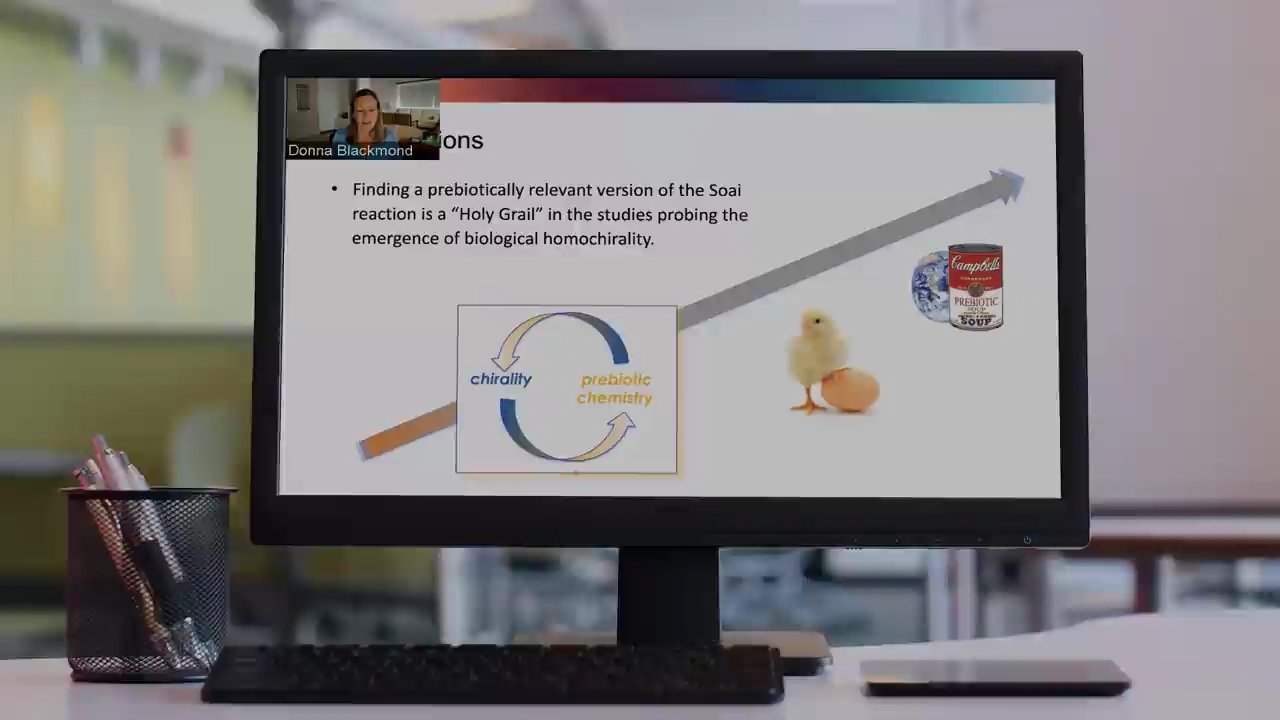 ions
Donna Blackmond
• Finding a prebiotically relevant version of the Soai
reaction is a “Holy Grail” in the studies probing the
emergence of biological homochirality.
Campbell's
PREBIOTIC
SOUP
chirality
prebiotic
chemistry